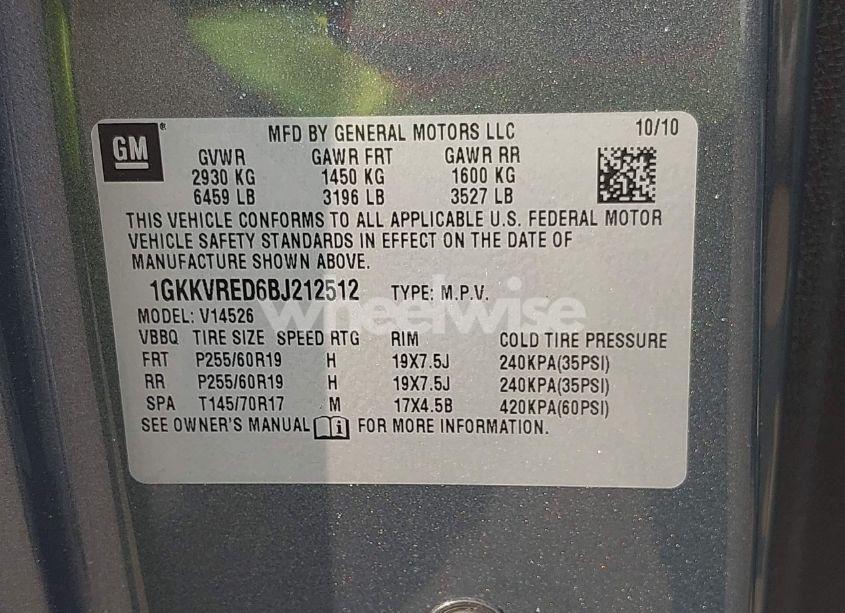 GM ® MFD BY GENERAL MOTORS LLC 10/10
GVWR GAWR FRT GAWR RR
2930 KG 1450 KG 1600 KG
6459 LB 3196 LB 3527 LB
THIS VEHICLE CONFORMS TO ALL APPLICABLE U.S. FEDERAL MOTOR
VEHICLE SAFETY STANDARDS IN EFFECT ON THE DATE OF
MANUFACTURE SHOWN ABOVE.
1GKKVRED6BJ212512 TYPE: M.P.V.
wheelwise
MODEL: V14526
VBBQ TIRE SIZE SPEED RTG RIM COLD TIRE PRESSURE
FRT P255/60R19 H 19X7.5J 240KPA(35PSI)
RR P255/60R19 H 19X7.5J 240KPA(35PSI)
SPA T145/70R17 M 17X4.5B 420KPA(60PSI)
SEE OWNER'S MANUAL i FOR MORE INFORMATION.